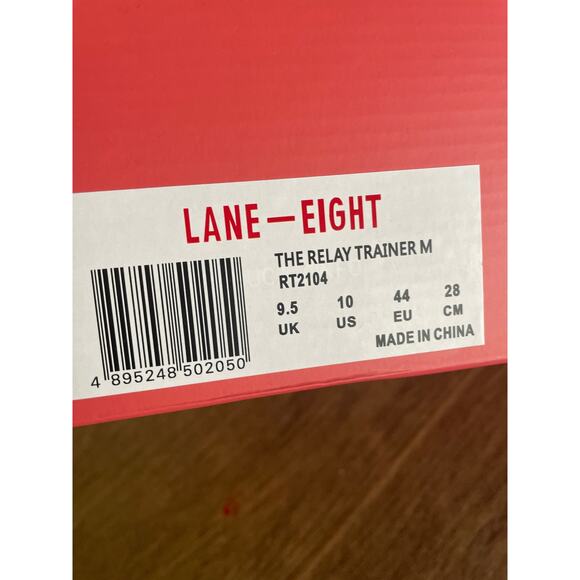 LANE—EIGHT
THE RELAY TRAINER M
RT2104
9.5 10 44 28
UK US EU CM
MADE IN CHINA
4 895248 502050